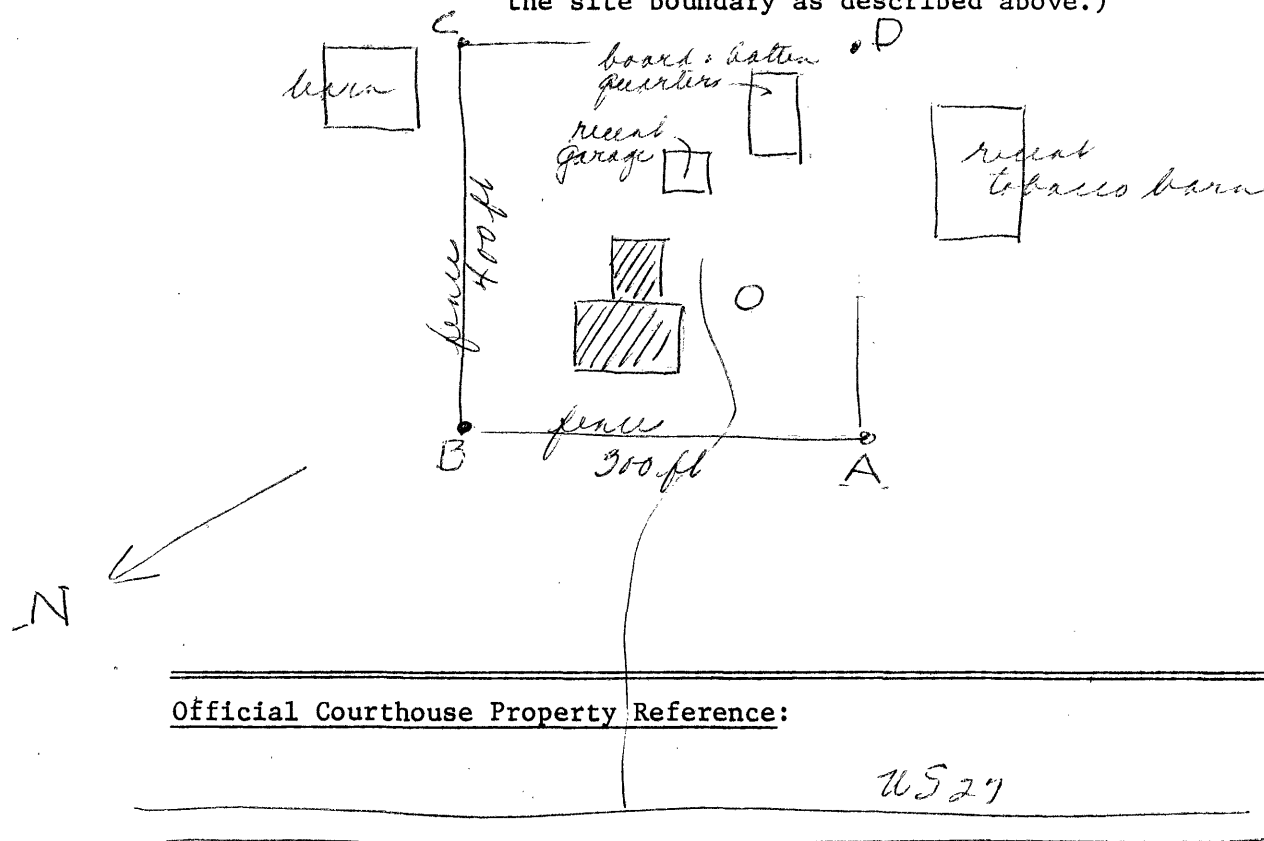 the site boundary as described above.)
C
D
barn
board & batten
quarters
recent
garage
recent
tobacco barn
fence
400 ft
O
fence
B
300 ft
A
N
Official Courthouse Property Reference:
US 27